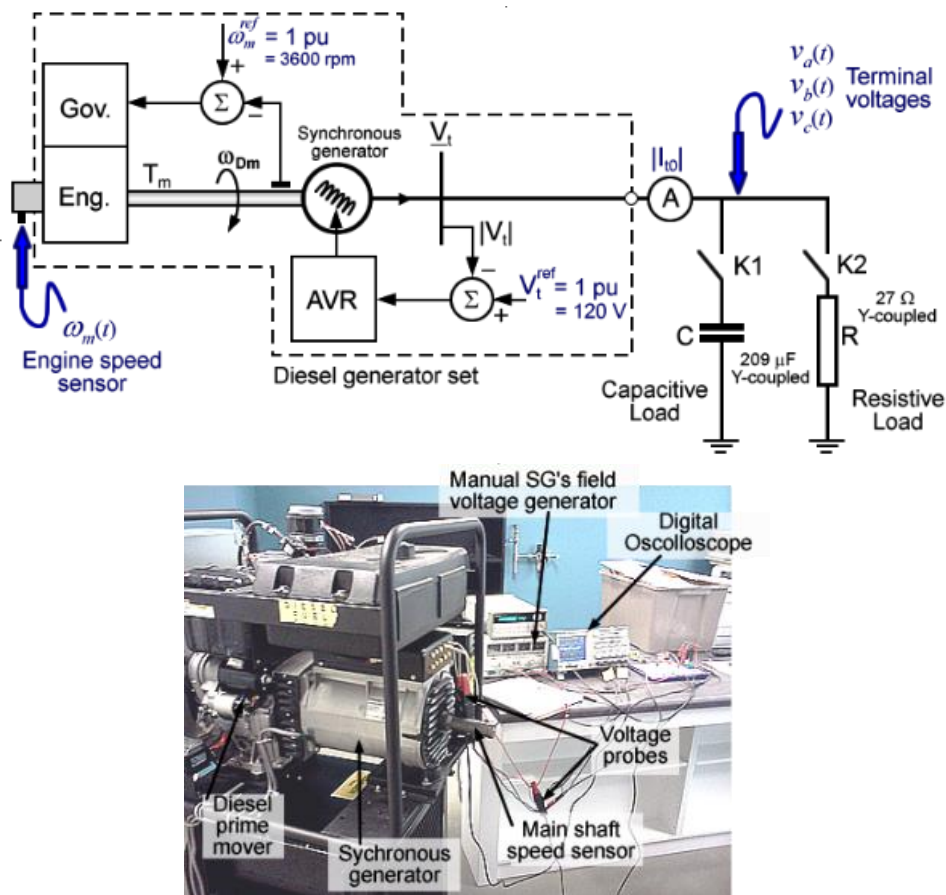 ω_m^ref = 1 pu
= 3600 rpm
+
Σ
−
Gov.
Eng.
T_m
ω_Dm
Synchronous
generator
V_t
|V_t|
−
Σ
+
V_t^ref = 1 pu
= 120 V
AVR
Diesel generator set
ω_m(t)
Engine speed
sensor
|I_t0|
A
v_a(t)
v_b(t)
v_c(t)
Terminal
voltages
K1
K2
C
209 µF
Y-coupled
Capacitive
Load
27 Ω
Y-coupled
R
Resistive
Load
Manual SG's field
voltage generator
Digital
Oscolloscope
Voltage
probes
Diesel
prime
mover
Sychronous
generator
Main shaft
speed sensor